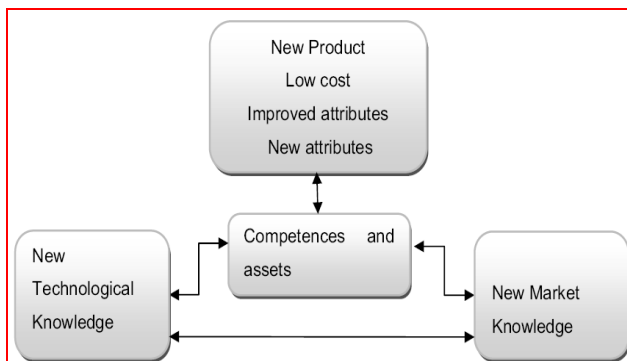 New Product
Low cost
Improved attributes
New attributes
Competences and
assets
New
Technological
Knowledge
New Market
Knowledge